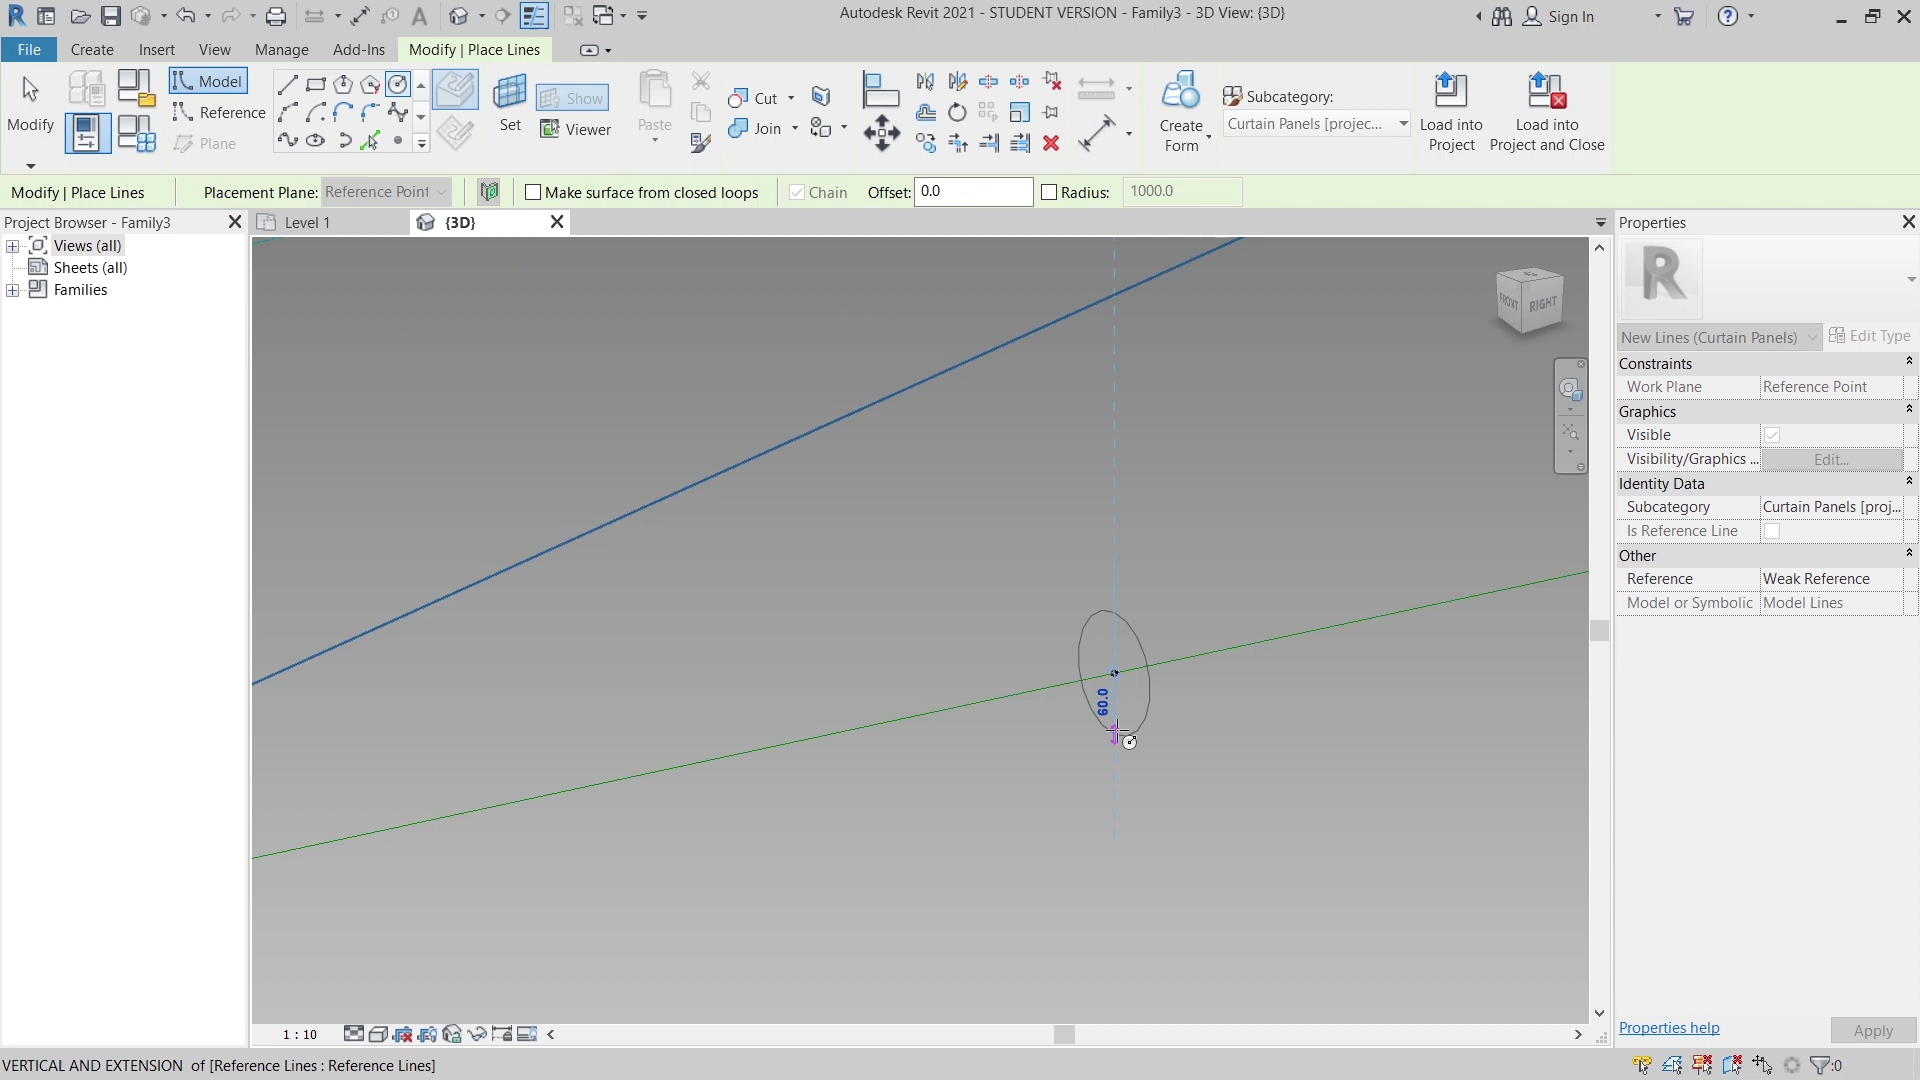 Autodesk Revit 2021 - STUDENT VERSION - Family3 - 3D View: {3D}
Sign In
File
Create
Insert
View
Manage
Add-Ins
Modify | Place Lines
Modify
Model
Reference
Plane
Set
Show
Viewer
Paste
Cut
Join
Create
Form
Subcategory:
Curtain Panels [projec...
Load into
Project
Load into
Project and Close
Modify | Place Lines
Placement Plane:
Reference Point
Make surface from closed loops
Chain
Offset:
0.0
Radius:
1000.0
Project Browser - Family3
Level 1
{3D}
Properties
Views (all)
Sheets (all)
Families
FRONT
RIGHT
60.0
New Lines (Curtain Panels)
Edit Type
Constraints
Work Plane
Reference Point
Graphics
Visible
Visibility/Graphics ...
Edit...
Identity Data
Subcategory
Curtain Panels [proj...
Is Reference Line
Other
Reference
Weak Reference
Model or Symbolic
Model Lines
Properties help
Apply
1 : 10
VERTICAL AND EXTENSION of [Reference Lines : Reference Lines]
:0